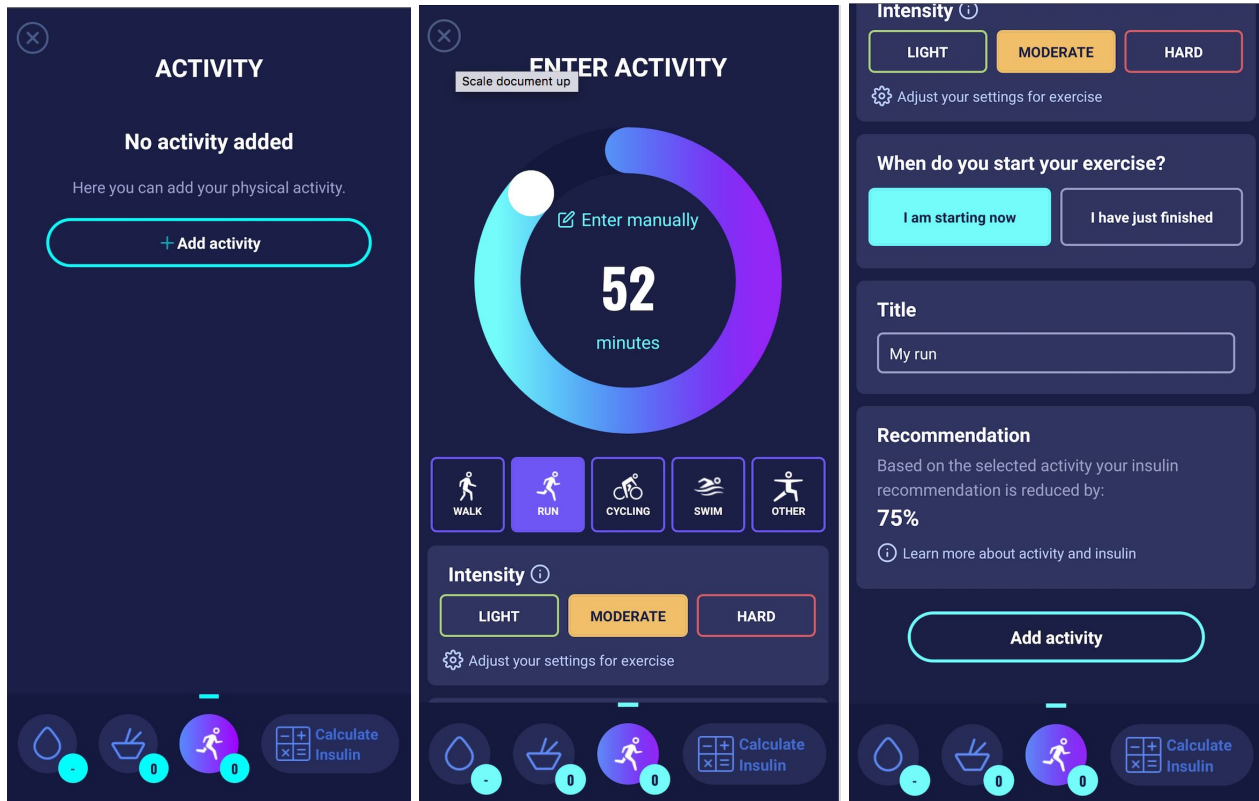 ACTIVITY
No activity added
Here you can add your physical activity.
+ Add activity
-
0
0
Calculate
Insulin
ENTER ACTIVITY
Scale document up
Enter manually
52
minutes
WALK
RUN
CYCLING
SWIM
OTHER
Intensity
LIGHT
MODERATE
HARD
Adjust your settings for exercise
-
0
0
Calculate
Insulin
Intensity
LIGHT
MODERATE
HARD
Adjust your settings for exercise
When do you start your exercise?
I am starting now
I have just finished
Title
My run
Recommendation
Based on the selected activity your insulin
recommendation is reduced by:
75%
Learn more about activity and insulin
Add activity
-
0
0
Calculate
Insulin